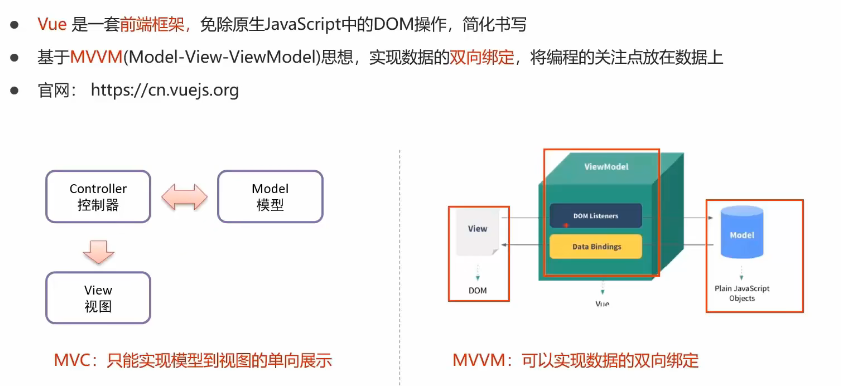 Vue 是一套前端框架，免除原生JavaScript中的DOM操作，简化书写
基于MVVM(Model-View-ViewModel)思想，实现数据的双向绑定，将编程的关注点放在数据上
官网： https://cn.vuejs.org
Controller
控制器
Model
模型
View
视图
MVC：只能实现模型到视图的单向展示
ViewModel
View
DOM Listeners
Data Bindings
Model
DOM
Vue
Plain JavaScript
Objects
MVVM：可以实现数据的双向绑定